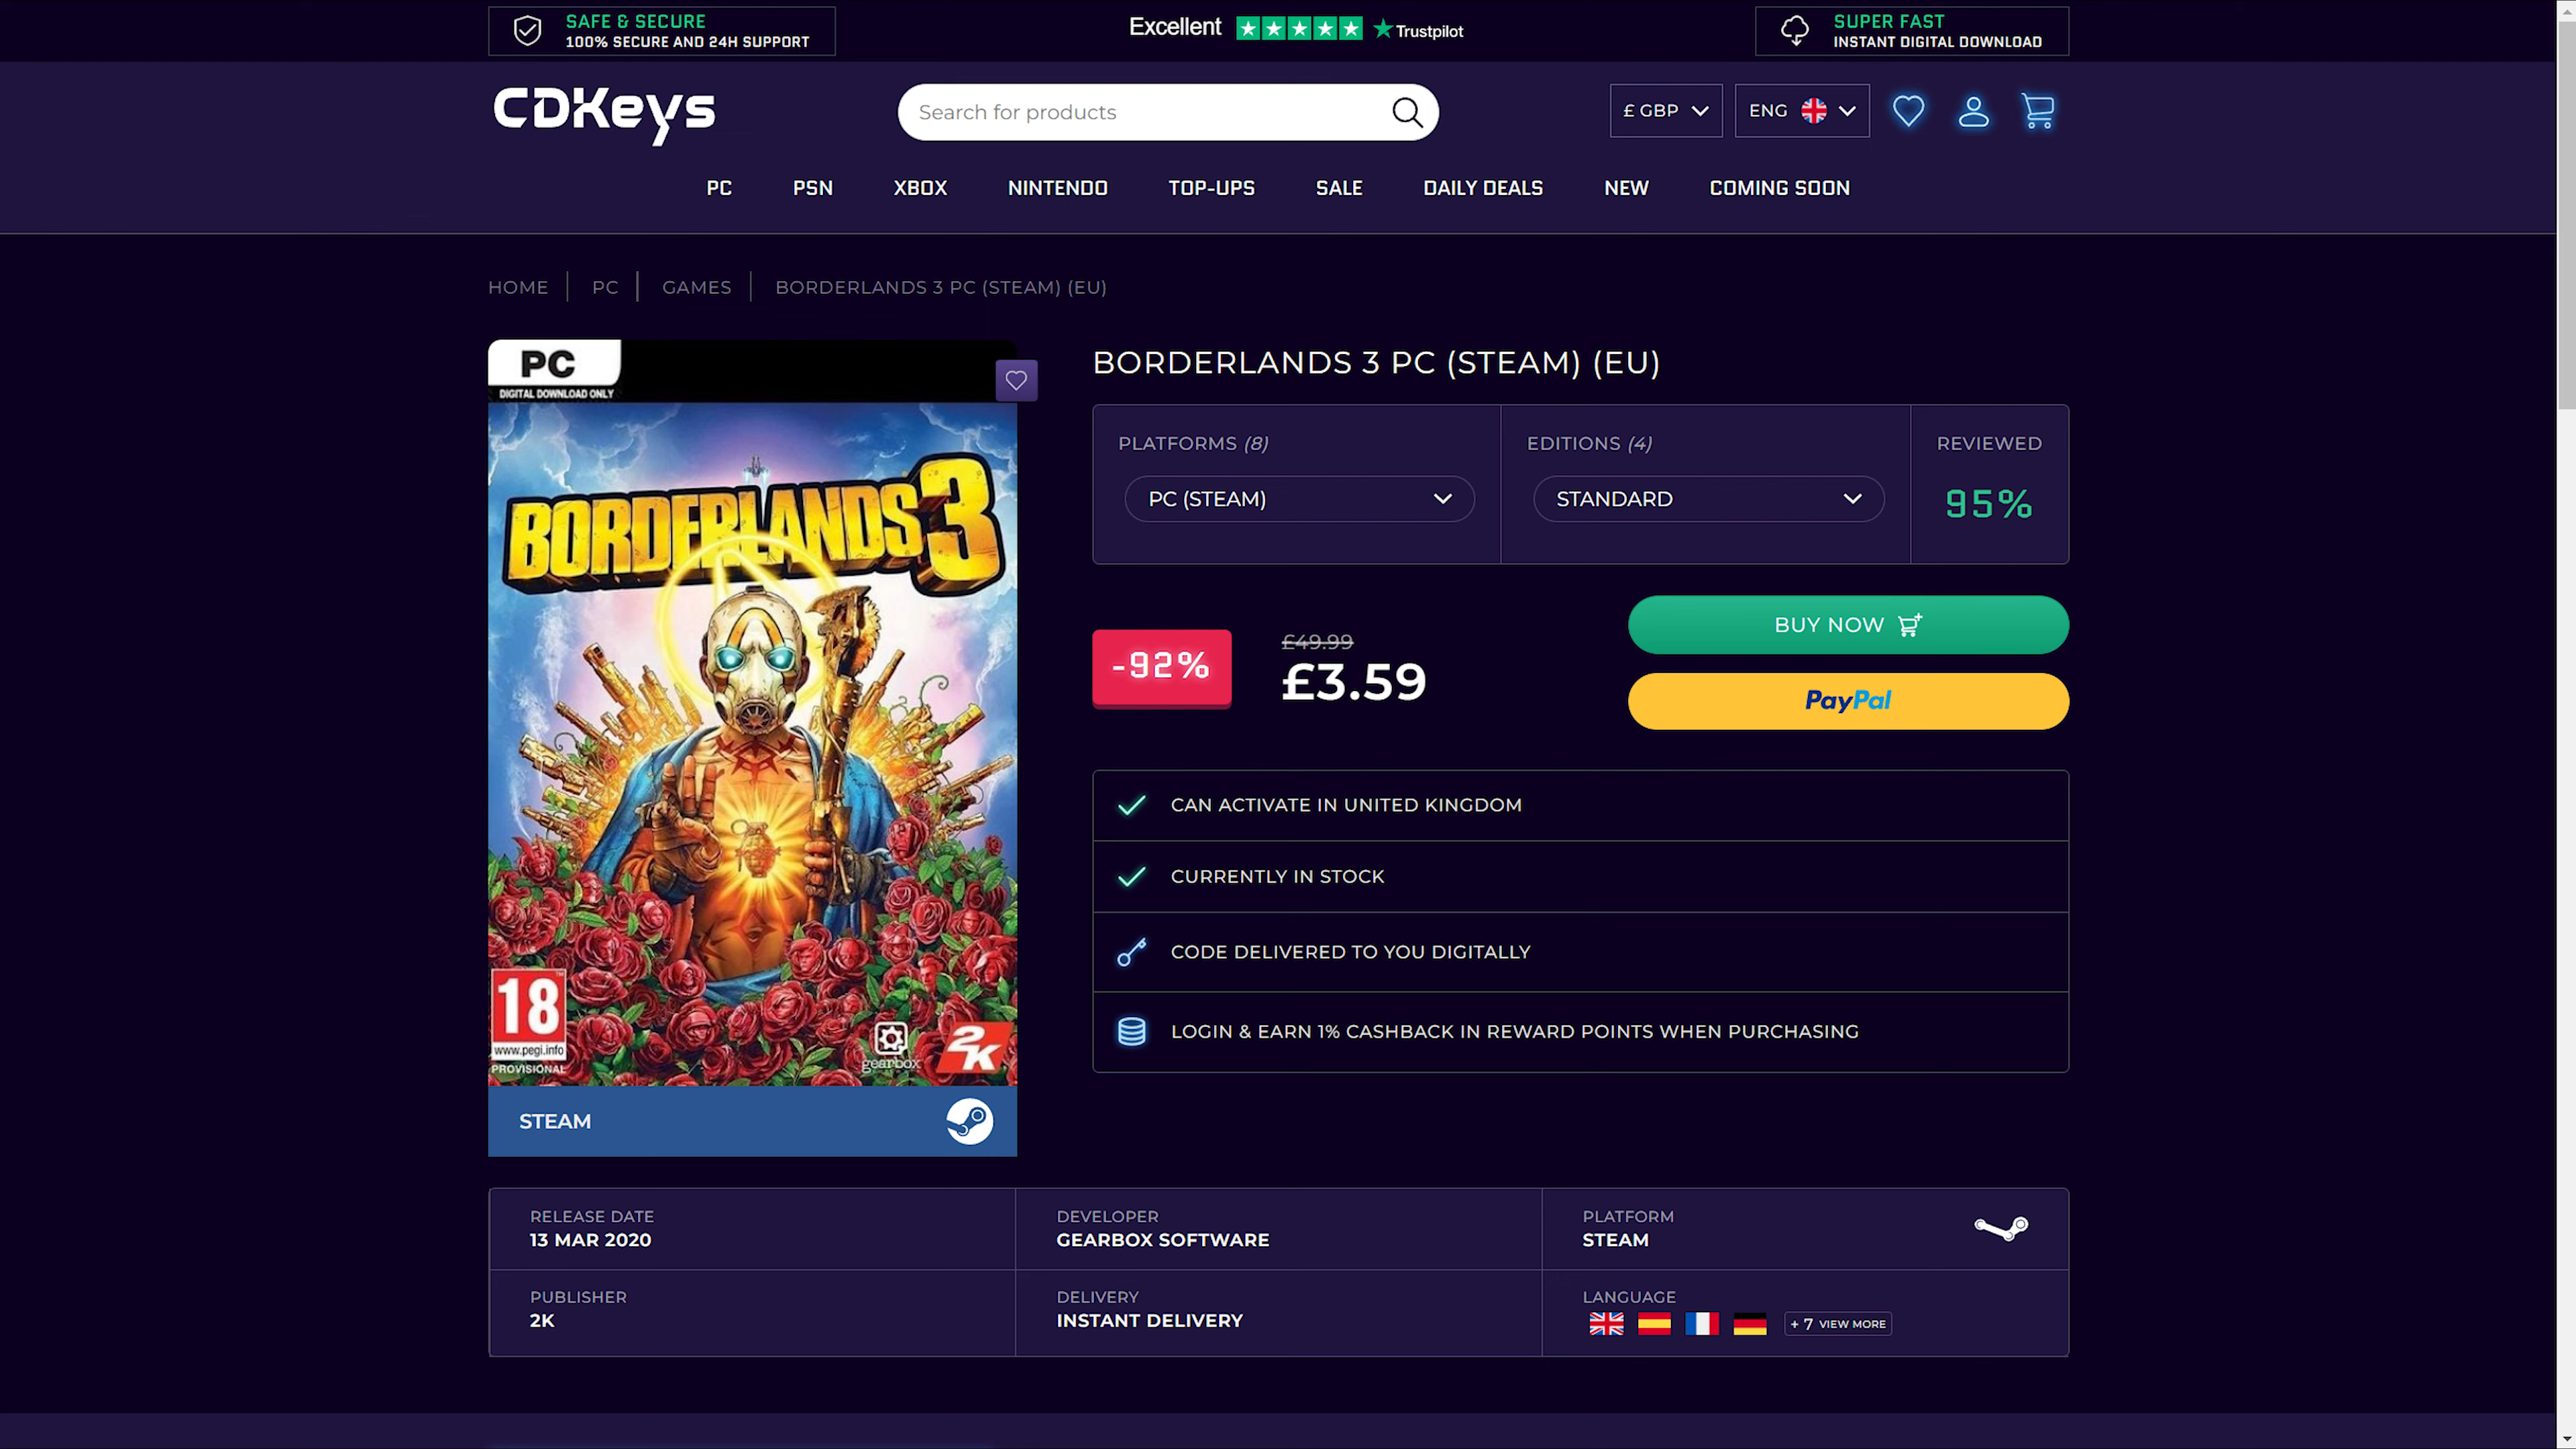 SAFE & SECURE
100% SECURE AND 24H SUPPORT
Excellent
Trustpilot
SUPER FAST
INSTANT DIGITAL DOWNLOAD
CDKeys
Search for products
£ GBP
ENG
PC
PSN
XBOX
NINTENDO
TOP-UPS
SALE
DAILY DEALS
NEW
COMING SOON
HOME
PC
GAMES
BORDERLANDS 3 PC (STEAM) (EU)
PC
DIGITAL DOWNLOAD ONLY
BORDERLANDS 3
18
www.pegi.info
PROVISIONAL
gearbox
2K
STEAM
BORDERLANDS 3 PC (STEAM) (EU)
PLATFORMS (8)
PC (STEAM)
EDITIONS (4)
STANDARD
REVIEWED
95%
-92%
£49.99
£3.59
BUY NOW
PayPal
CAN ACTIVATE IN UNITED KINGDOM
CURRENTLY IN STOCK
CODE DELIVERED TO YOU DIGITALLY
LOGIN & EARN 1% CASHBACK IN REWARD POINTS WHEN PURCHASING
RELEASE DATE
13 MAR 2020
DEVELOPER
GEARBOX SOFTWARE
PLATFORM
STEAM
PUBLISHER
2K
DELIVERY
INSTANT DELIVERY
LANGUAGE
+ 7 VIEW MORE